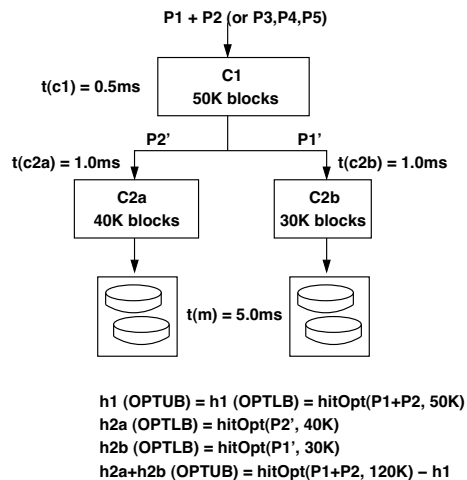 P1 + P2 (or P3,P4,P5)
t(c1) = 0.5ms
C1
50K blocks
P2’
P1’
t(c2a) = 1.0ms
t(c2b) = 1.0ms
C2a
40K blocks
C2b
30K blocks
t(m) = 5.0ms
h1 (OPTUB) = h1 (OPTLB) = hitOpt(P1+P2, 50K)
h2a (OPTLB) = hitOpt(P2’, 40K)
h2b (OPTLB) = hitOpt(P1’, 30K)
h2a+h2b (OPTUB) = hitOpt(P1+P2, 120K) − h1